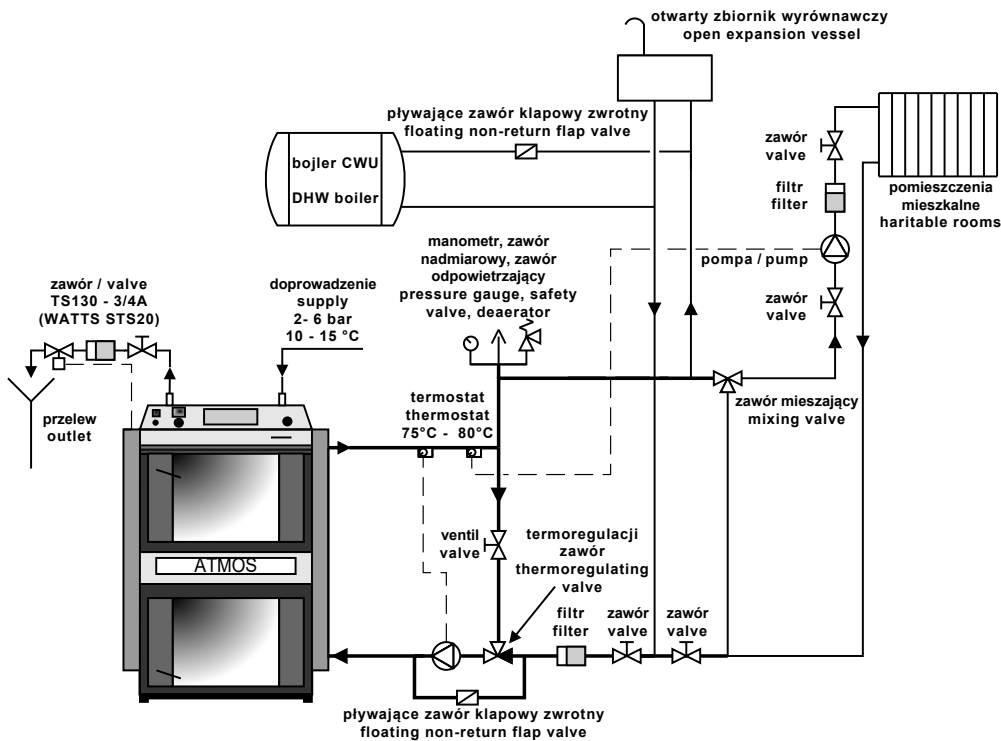 otwarty zbiornik wyrównawczy
open expansion vessel
pływające zawór klapowy zwrotny
floating non-return flap valve
bojler CWU
DHW boiler
zawór
valve
filtr
filter
pomieszczenia
mieszkalne
haritable rooms
manometr, zawór
nadmiarowy, zawór
odpowietrzający
pressure gauge, safety
valve, deaerator
pompa / pump
zawór
valve
zawór / valve
TS130 - 3/4A
(WATTS STS20)
doprowadzenie
supply
2- 6 bar
10 - 15 °C
przelew
outlet
termostat
thermostat
75°C - 80°C
zawór mieszający
mixing valve
ventil
valve
termoregulacji
zawór
thermoregulating
valve
ATMOS
filtr
filter
zawór
valve
zawór
valve
pływające zawór klapowy zwrotny
floating non-return flap valve